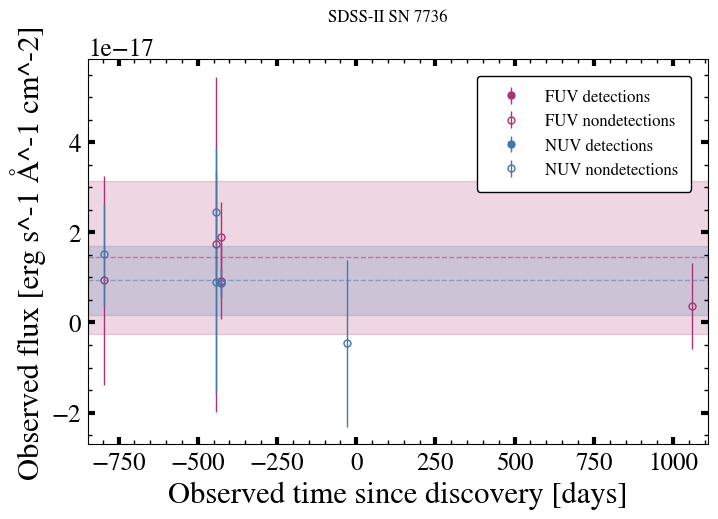 SDSS-II SN 7736
1e−17
Observed flux [erg s^-1 Å^-1 cm^-2]
4
2
0
−2
FUV detections
FUV nondetections
NUV detections
NUV nondetections
−750 −500 −250 0 250 500 750 1000
Observed time since discovery [days]